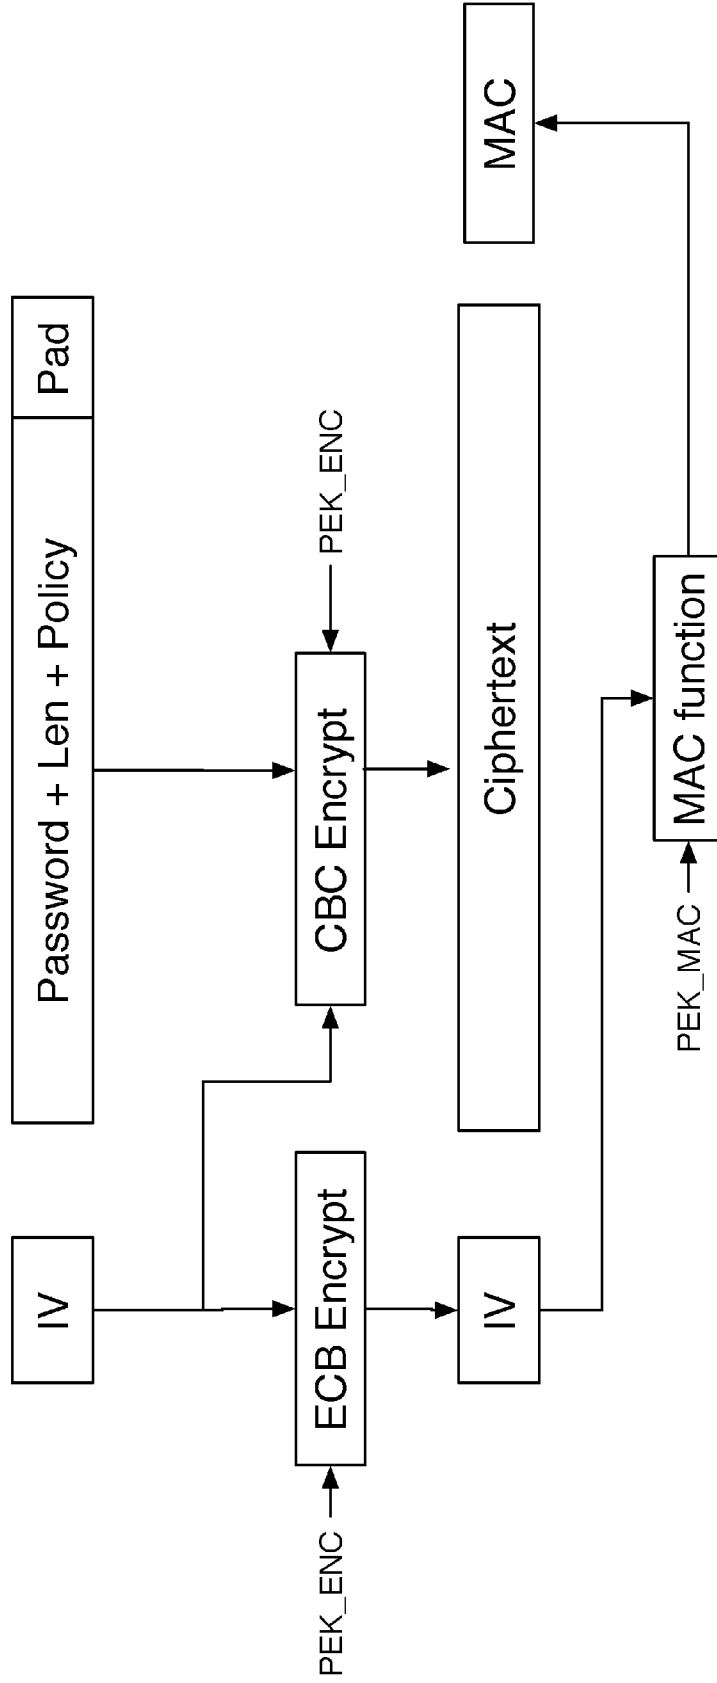 IV
Password + Len + Policy
Pad
PEK_ENC
ECB Encrypt
CBC Encrypt
PEK_ENC
IV
Ciphertext
MAC
PEK_MAC
MAC function